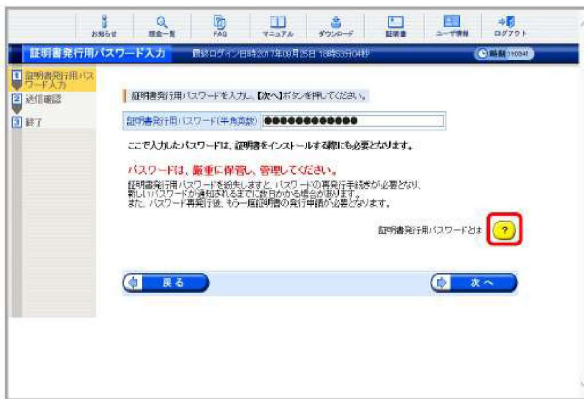 お知らせ 照会一覧 FAQ マニュアル ダウンロード 証明書 ユーザ情報 ログアウト
証明書発行用パスワード入力 最終ログイン日時2017年09月25日 18時53分04秒
1 証明書発行用パスワード入力
2 送信確認
3 終了
証明書発行用パスワードを入力し、【次へ】ボタンを押してください。
証明書発行用パスワード(半角英数) ●●●●●●●●●●●●
ここで入力したパスワードは、証明書をインストールする際にも必要となります。
パスワードは、厳重に保管し、管理してください。
証明書発行用パスワードを紛失しますと、パスワードの再発行手続きが必要となり、
新しいパスワードが通知されるまでに数日かかる場合があります。
また、パスワード再発行後、もう一度証明書の発行申請が必要となります。
証明書発行用パスワードとは ?
戻る 次へ